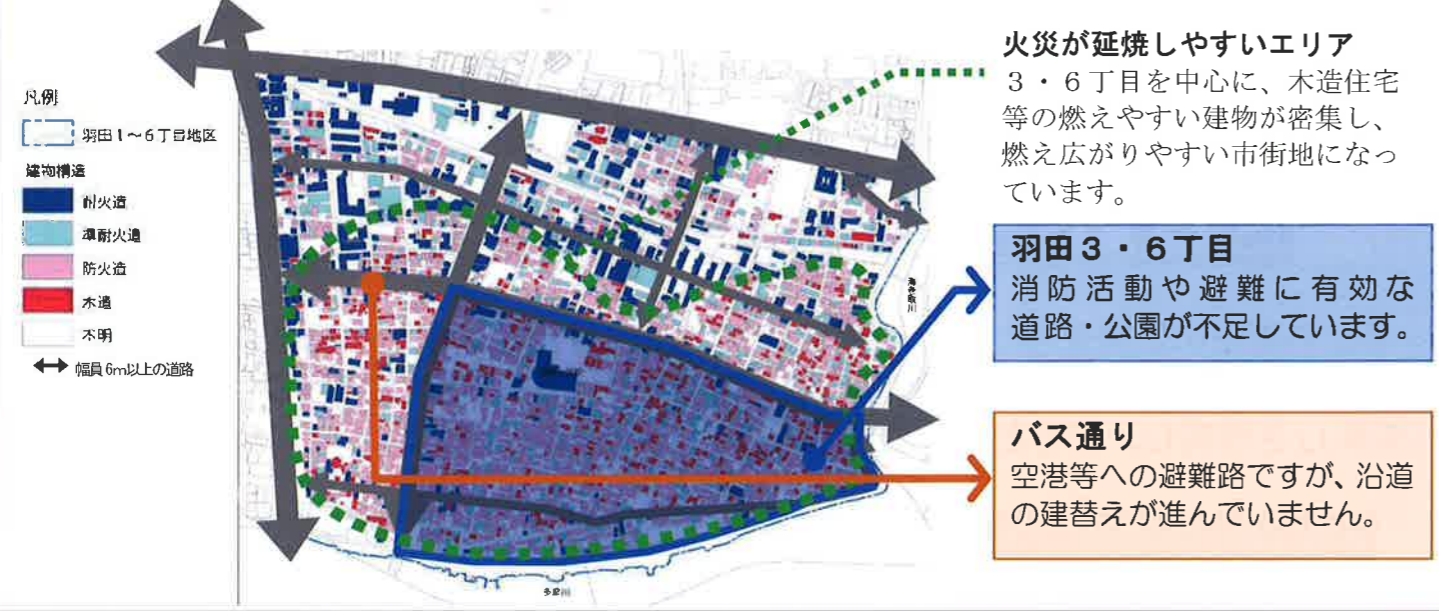 凡例
羽田1~6丁目地区
建物構造
耐火造
準耐火造
防火造
木造
不明
幅員6m以上の道路
海老取川
多摩川
火災が延焼しやすいエリア
3・6丁目を中心に、木造住宅
等の燃えやすい建物が密集し、
燃え広がりやすい市街地になっ
ています。
羽田3・6丁目
消防活動や避難に有効な
道路・公園が不足しています。
バス通り
空港等への避難路ですが、沿道
の建替えが進んでいません。